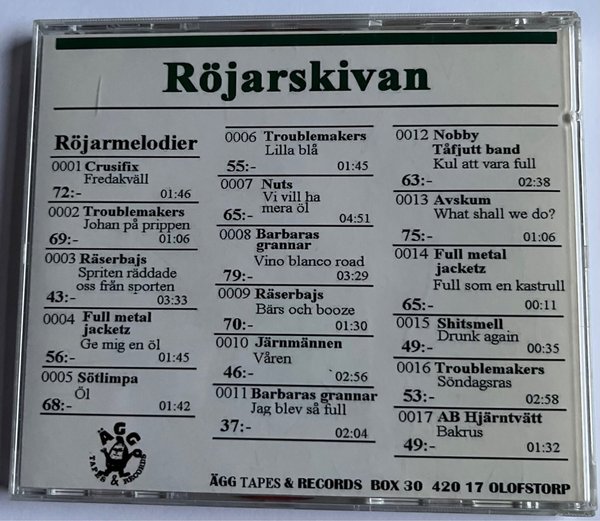 Röjarskivan
Röjarmelodier
0001 Crusifix
Fredakväll
72:- 01:46
0002 Troublemakers
Johan på prippen
69:- 01:06
0003 Räserbajs
Spriten räddade
oss från sporten
43:- 03:33
0004 Full metal
jacketz
Ge mig en öl
56:- 01:45
0005 Sötlimpa
Öl
68:- 01:42
ÄGG
TAPES
& RECORDS
0006 Troublemakers
Lilla blå
55:- 01:45
0007 Nuts
Vi vill ha
mera öl
65:- 04:51
0008 Barbaras
grannar
Vino blanco road
79:- 03:29
0009 Räserbajs
Bärs och booze
70:- 01:30
0010 Järnmännen
Våren
46:- 02:56
0011 Barbaras grannar
Jag blev så full
37:- 02:04
0012 Nobby
Tåfjutt band
Kul att vara full
63:- 02:38
0013 Avskum
What shall we do?
75:- 01:06
0014 Full metal
jacketz
Full som en kastrull
65:- 00:11
0015 Shitsmell
Drunk again
49:- 00:35
0016 Troublemakers
Söndagsras
53:- 02:58
0017 AB Hjärntvätt
Bakrus
49:- 01:32
ÄGG TAPES & RECORDS BOX 30 420 17 OLOFSTORP